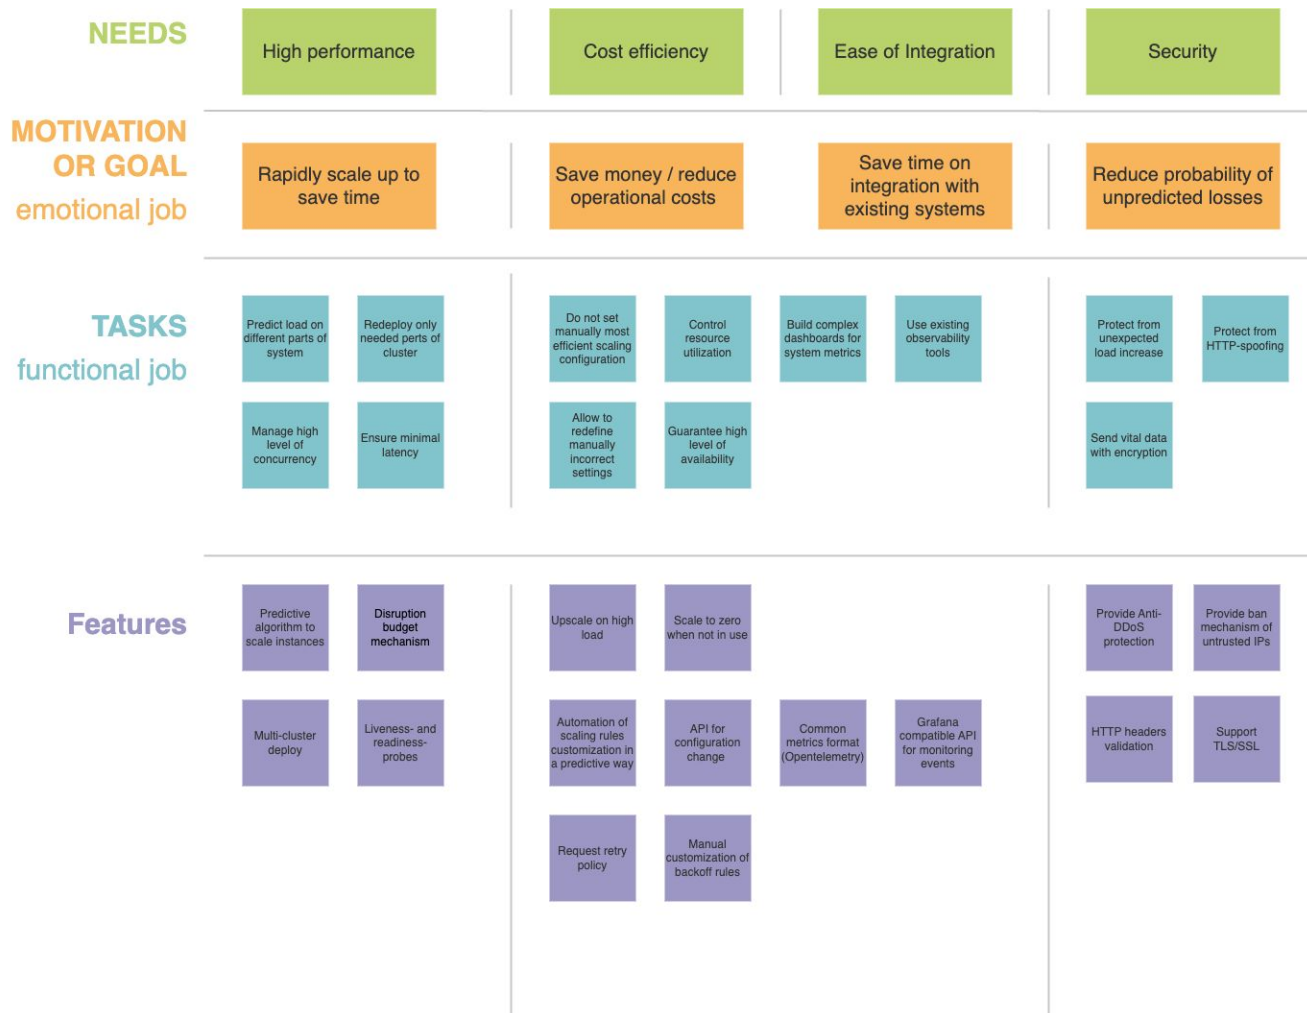 NEEDS
High performance
Cost efficiency
Ease of Integration
Security
MOTIVATION
OR GOAL
emotional job
Rapidly scale up to
save time
Save money / reduce
operational costs
Save time on
integration with
existing systems
Reduce probability of
unpredicted losses
TASKS
functional job
Predict load on
different parts of
system
Redeploy only
needed perts of
cluster
Do not set
manually most
efficient scaling
configuration
Control
resource
utilization
Build complex
dashboards for
system metrics
Use existing
observability
tools
Protect from
unexpected
load increase
Protect from
HTTP-spoofing
Manage high
level of
concurrency
Ensure minimal
latency
Allow to
redefine
manually
incorrect
settings
Guarantee high
level of
availability
Send vital data
with encryption
Features
Predictive
algorithm to
scale instances
Disruption
budget
mechanism
Upscale on high
load
Scale to zero
when not in use
Provide Anti-
DDoS
protection
Provide ban
mechanism of
untrusted IPs
Multi-cluster
deploy
Liveness- and
readiness-
probes
Automation of
scaling rules
customization in
a predictive way
API for
configuration
change
Common
metrics format
(Opentelemetry)
Grafana
compatible API
for monitoring
events
HTTP headers
validation
Support
TLS/SSL
Request retry
policy
Manual
customization of
backoff rules